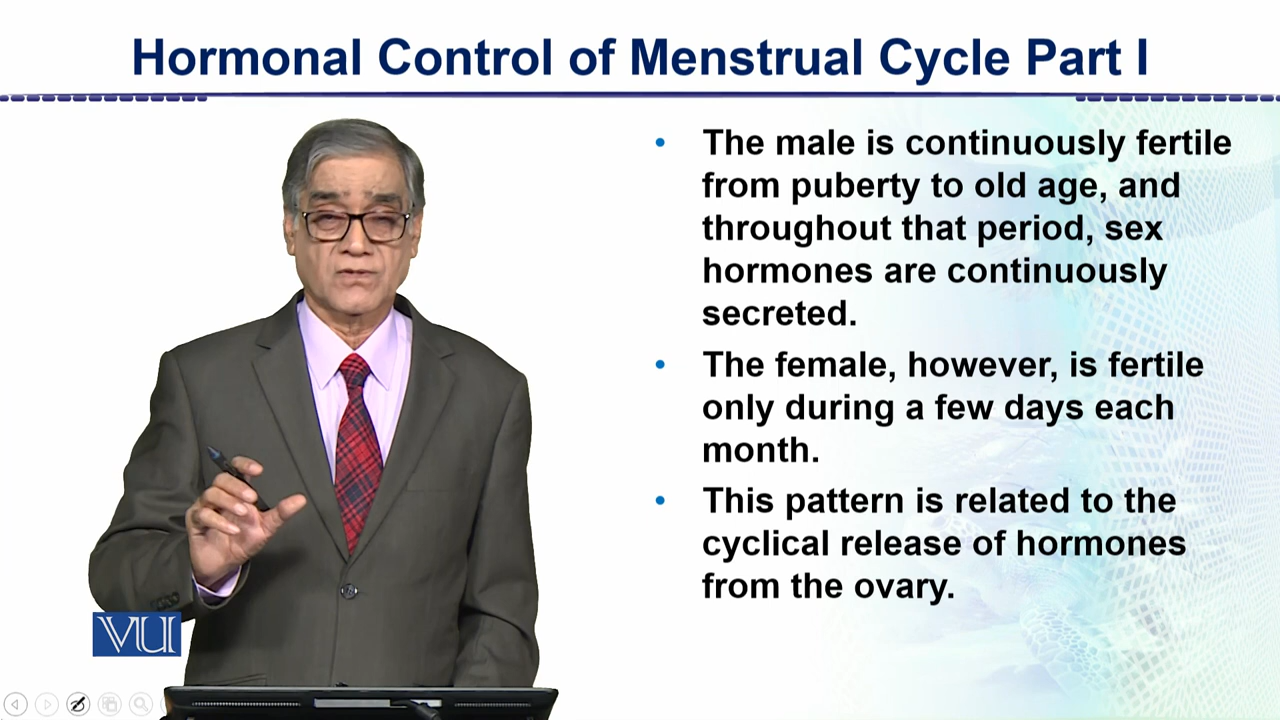 Hormonal Control of Menstrual Cycle Part I
• The male is continuously fertile
from puberty to old age, and
throughout that period, sex
hormones are continuously
secreted.
• The female, however, is fertile
only during a few days each
month.
• This pattern is related to the
cyclical release of hormones
from the ovary.
VU